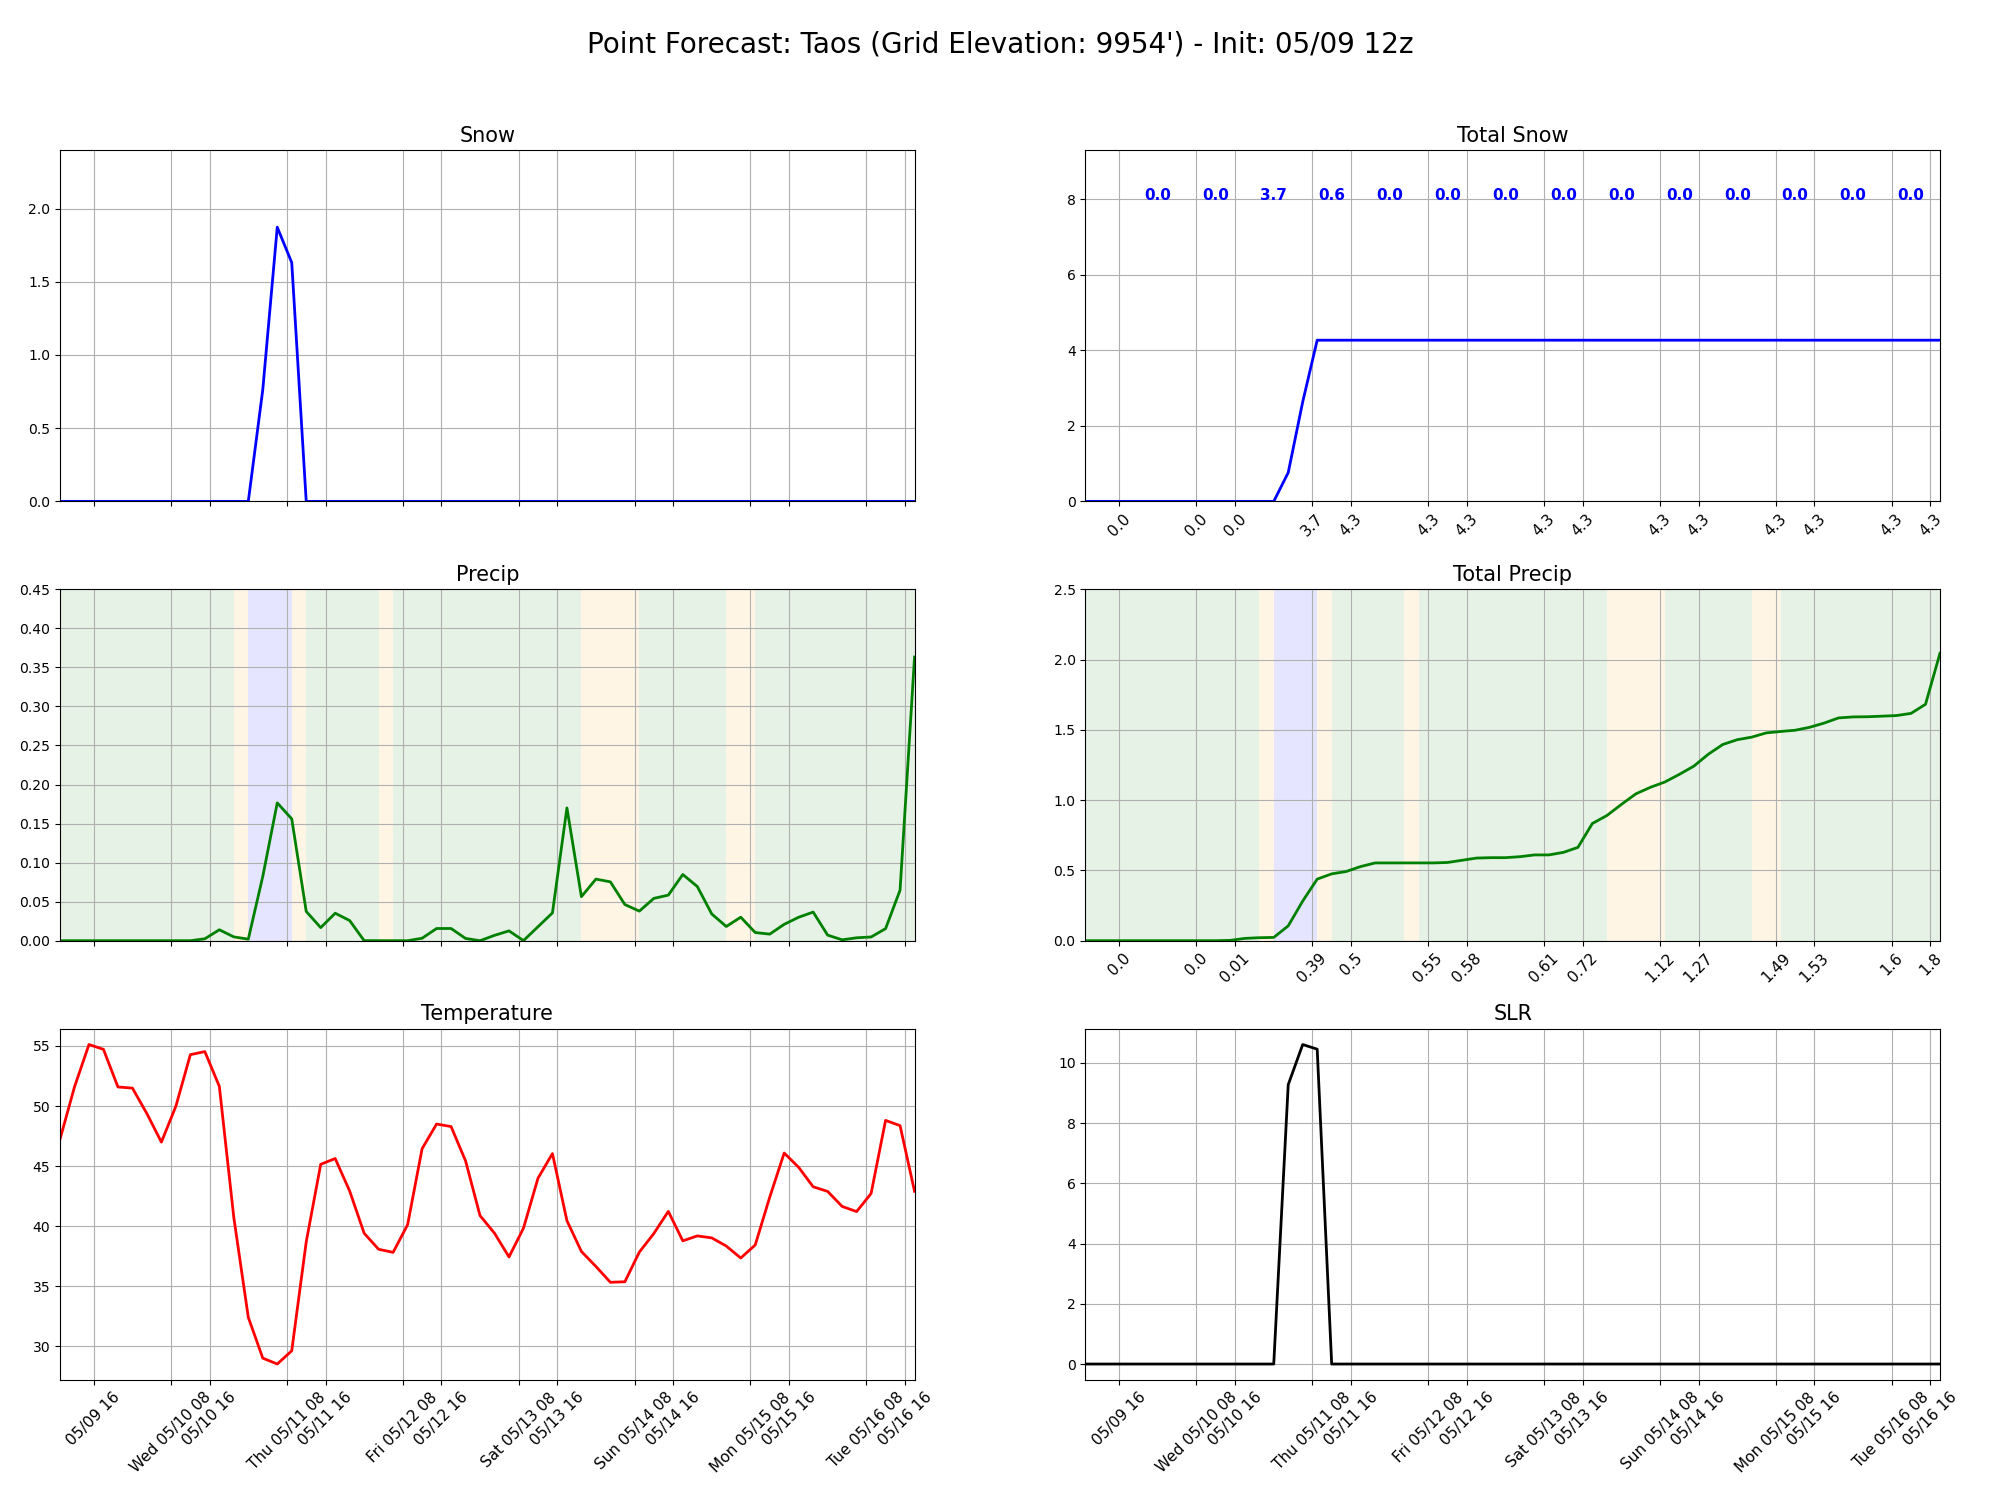 Point Forecast: Taos (Grid Elevation: 9954') - Init: 05/09 12z
Snow
2.0
1.5
1.0
0.5
0.0
Total Snow
0.0 0.0 3.7 0.6 0.0 0.0 0.0 0.0 0.0 0.0 0.0 0.0 0.0 0.0
8
6
4
2
0
0.0 0.0 0.0 3.7 4.3 4.3 4.3 4.3 4.3 4.3 4.3 4.3 4.3 4.3 4.3
Precip
0.45
0.40
0.35
0.30
0.25
0.20
0.15
0.10
0.05
0.00
Total Precip
2.5
2.0
1.5
1.0
0.5
0.0
0.0 0.0 0.01 0.39 0.5 0.55 0.58 0.61 0.72 1.12 1.27 1.49 1.53 1.6 1.8
Temperature
55
50
45
40
35
30
05/09 16
Wed 05/10 08
05/10 16
Thu 05/11 08
05/11 16
Fri 05/12 08
05/12 16
Sat 05/13 08
05/13 16
Sun 05/14 08
05/14 16
Mon 05/15 08
05/15 16
Tue 05/16 08
05/16 16
SLR
10
8
6
4
2
0
05/09 16
Wed 05/10 08
05/10 16
Thu 05/11 08
05/11 16
Fri 05/12 08
05/12 16
Sat 05/13 08
05/13 16
Sun 05/14 08
05/14 16
Mon 05/15 08
05/15 16
Tue 05/16 08
05/16 16